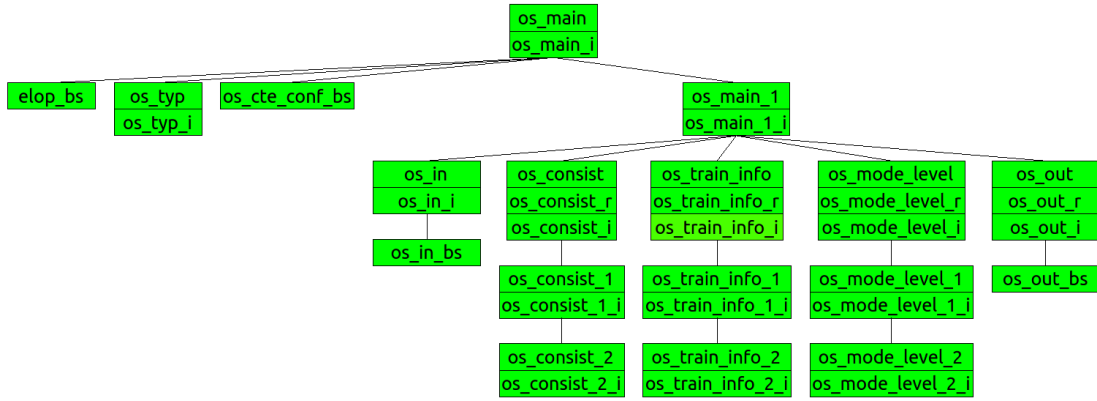 os_main
os_main_i
elop_bs
os_typ
os_typ_i
os_cte_conf_bs
os_main_1
os_main_1_i
os_in
os_in_i
os_in_bs
os_consist
os_consist_r
os_consist_i
os_consist_1
os_consist_1_i
os_consist_2
os_consist_2_i
os_train_info
os_train_info_r
os_train_info_i
os_train_info_1
os_train_info_1_i
os_train_info_2
os_train_info_2_i
os_mode_level
os_mode_level_r
os_mode_level_i
os_mode_level_1
os_mode_level_1_i
os_mode_level_2
os_mode_level_2_i
os_out
os_out_r
os_out_i
os_out_bs